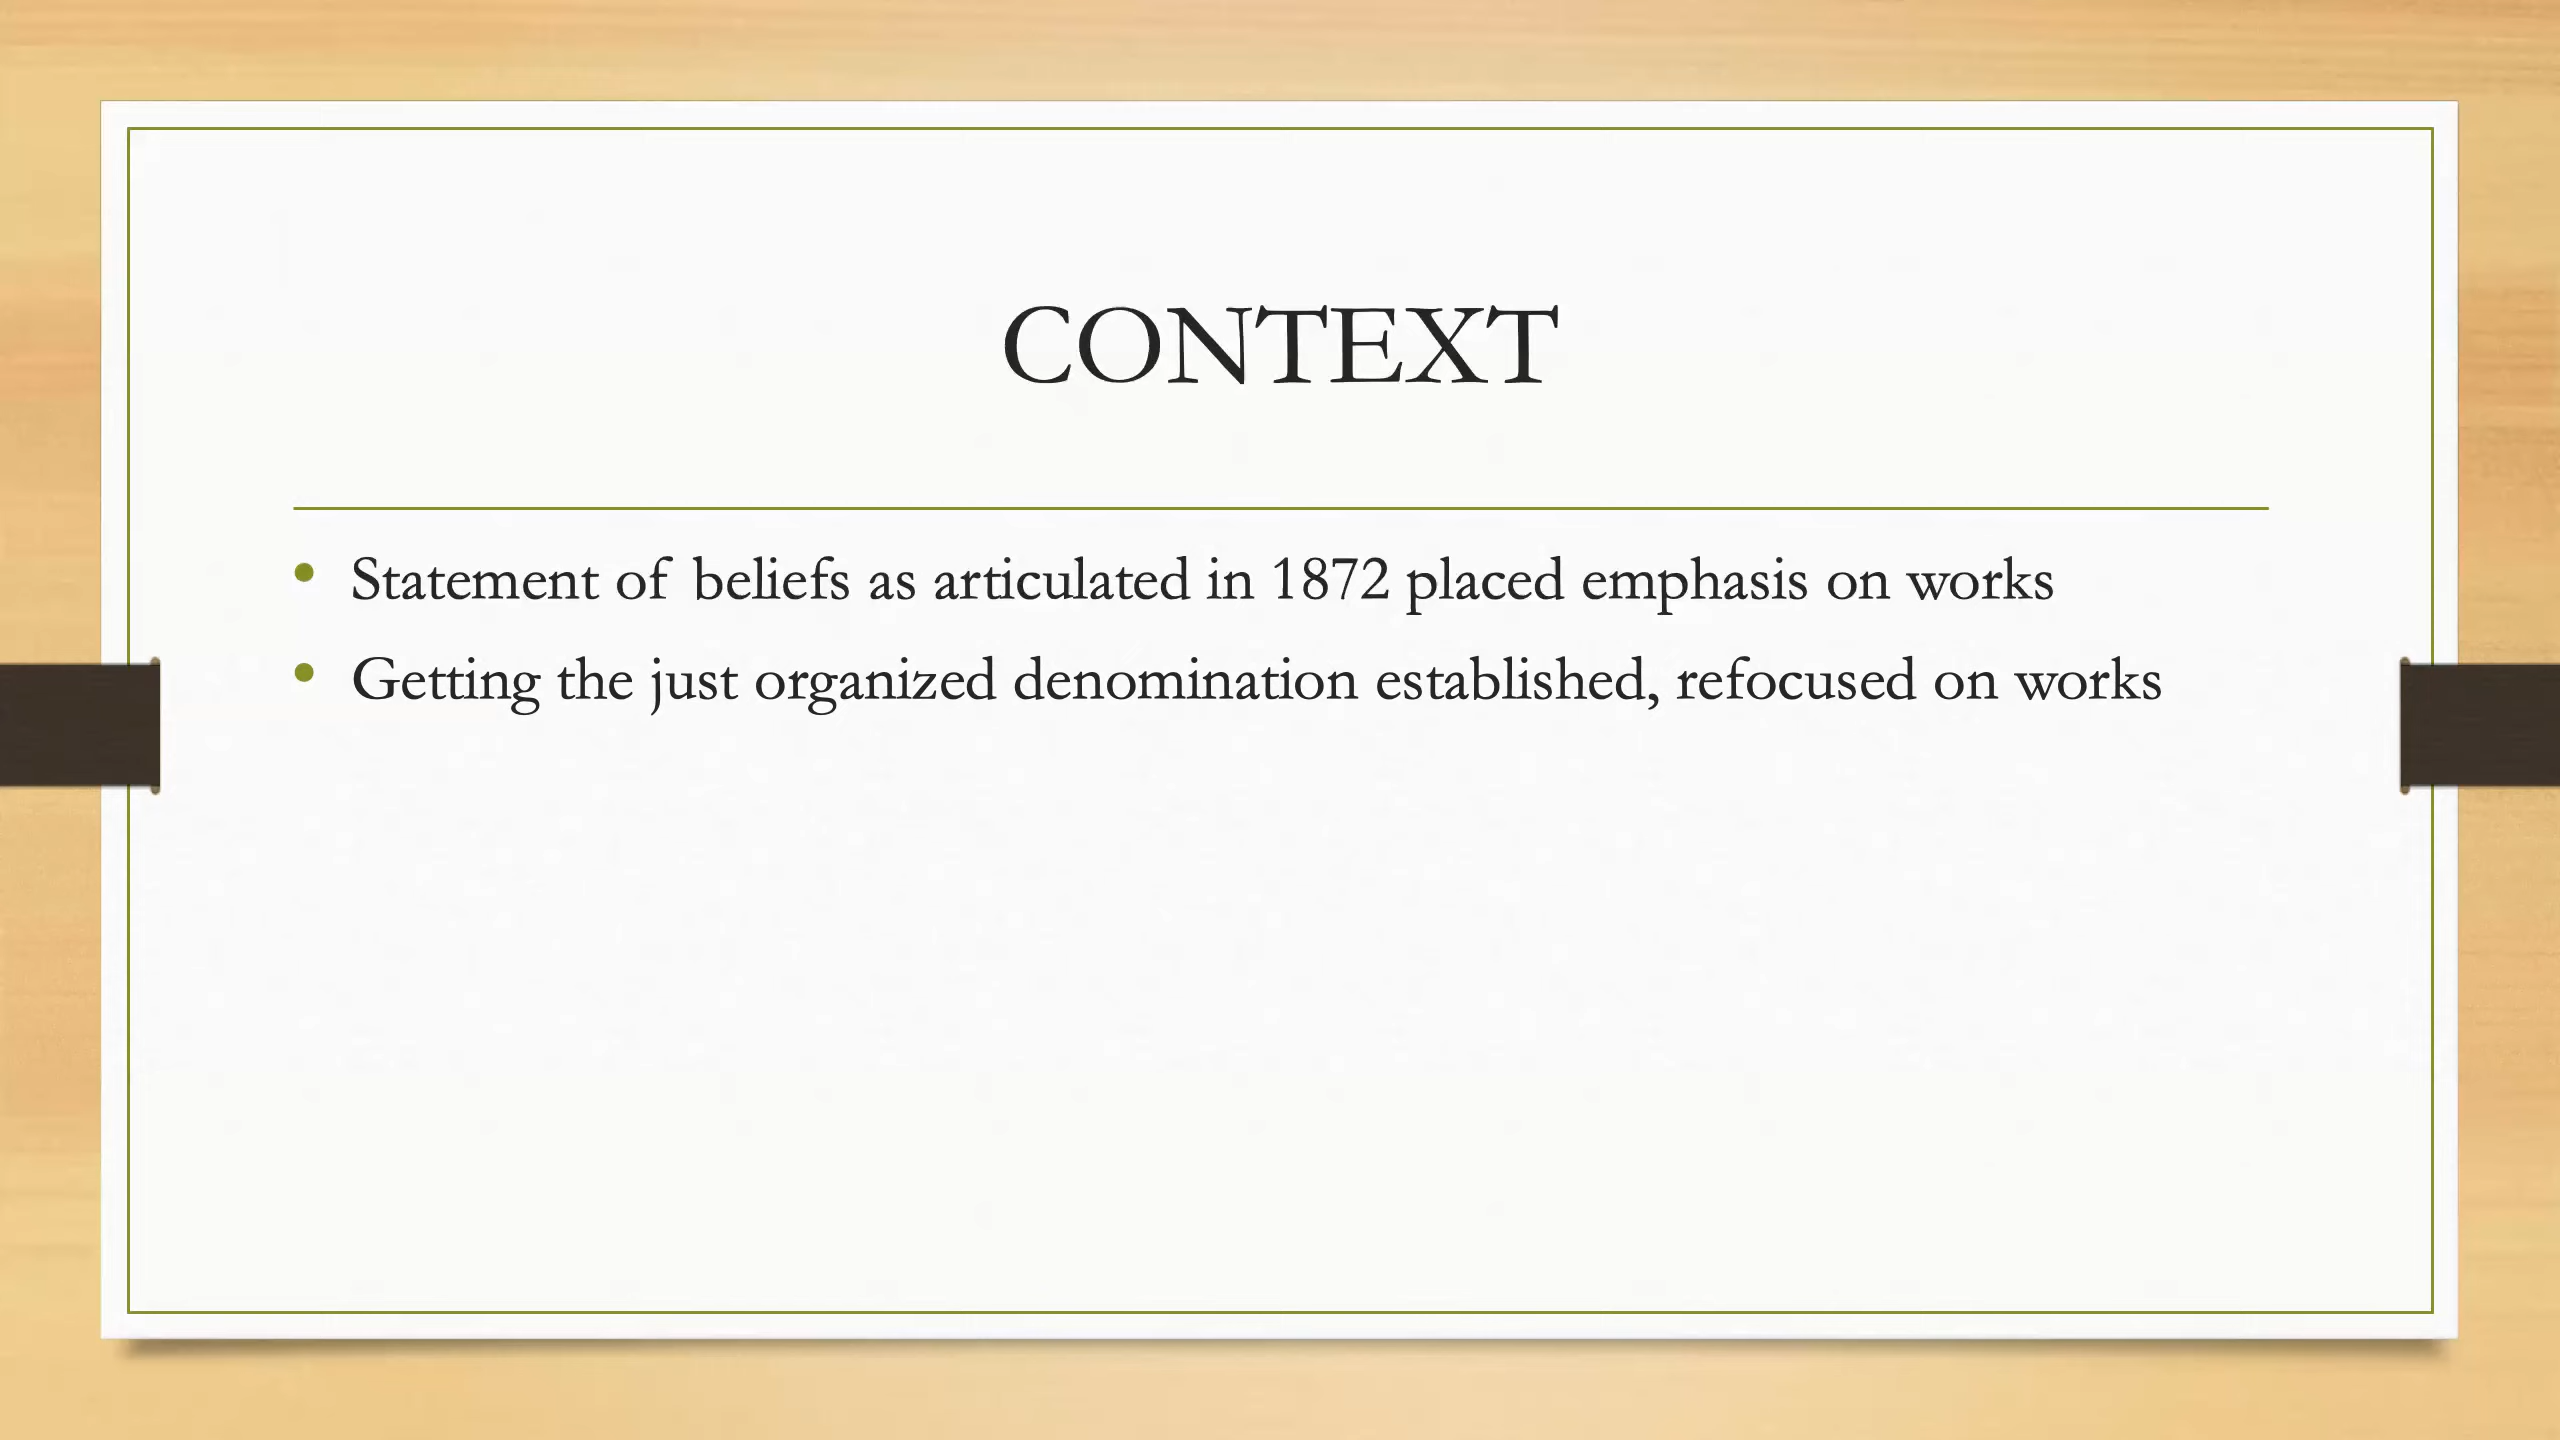 CONTEXT
• Statement of beliefs as articulated in 1872 placed emphasis on works
• Getting the just organized denomination established, refocused on works